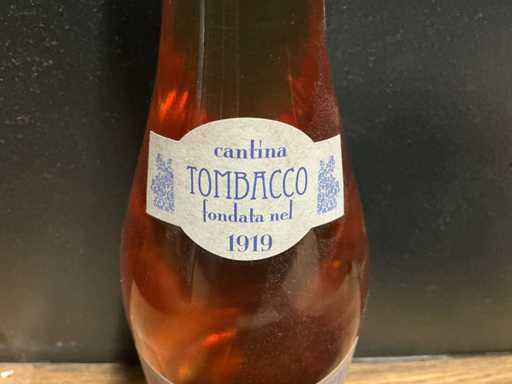 cantina
TOMBACCO
fondata nel
1919